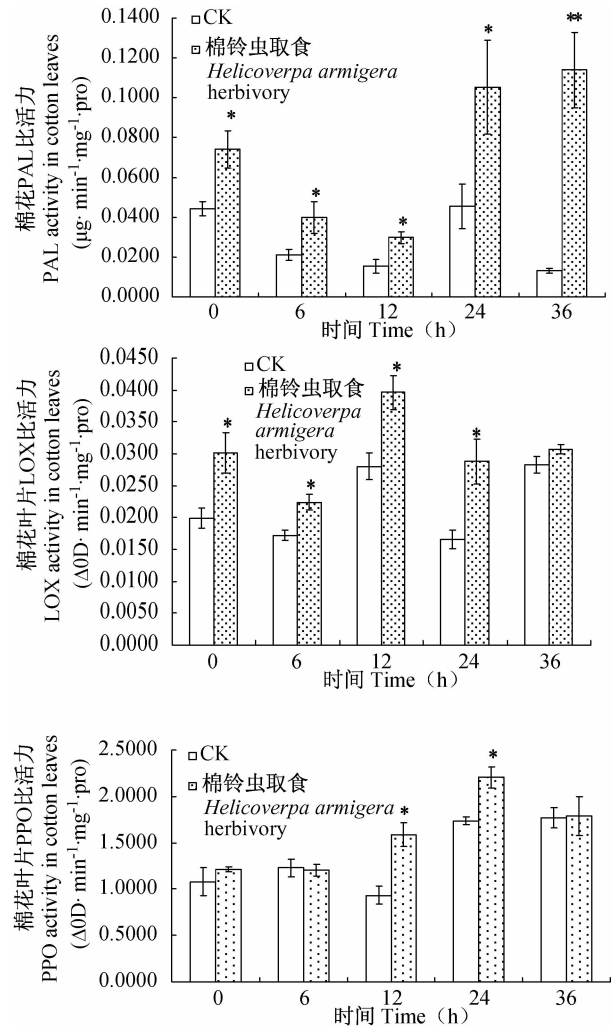 棉花PAL比活力
PAL activity in cotton leaves
(μg· min⁻¹·mg⁻¹·pro)
0.1400
0.1200
0.1000
0.0800
0.0600
0.0400
0.0200
0.0000
CK
棉铃虫取食
Helicoverpa armigera
herbivory
*
*
*
*
**
0 6 12 24 36
时间 Time（h）
棉花叶片LOX比活力
LOX activity in cotton leaves
(Δ0D· min⁻¹·mg⁻¹·pro)
0.0450
0.0400
0.0350
0.0300
0.0250
0.0200
0.0150
0.0100
0.0050
0.0000
CK
棉铃虫取食
Helicoverpa
armigera
herbivory
*
*
*
*
0 6 12 24 36
时间 Time（h）
棉花叶片PPO比活力
PPO activity in cotton leaves
(Δ0D· min⁻¹·mg⁻¹·pro)
2.5000
2.0000
1.5000
1.0000
0.5000
0.0000
CK
棉铃虫取食
Helicoverpa armigera
herbivory
*
*
0 6 12 24 36
时间 Time（h）